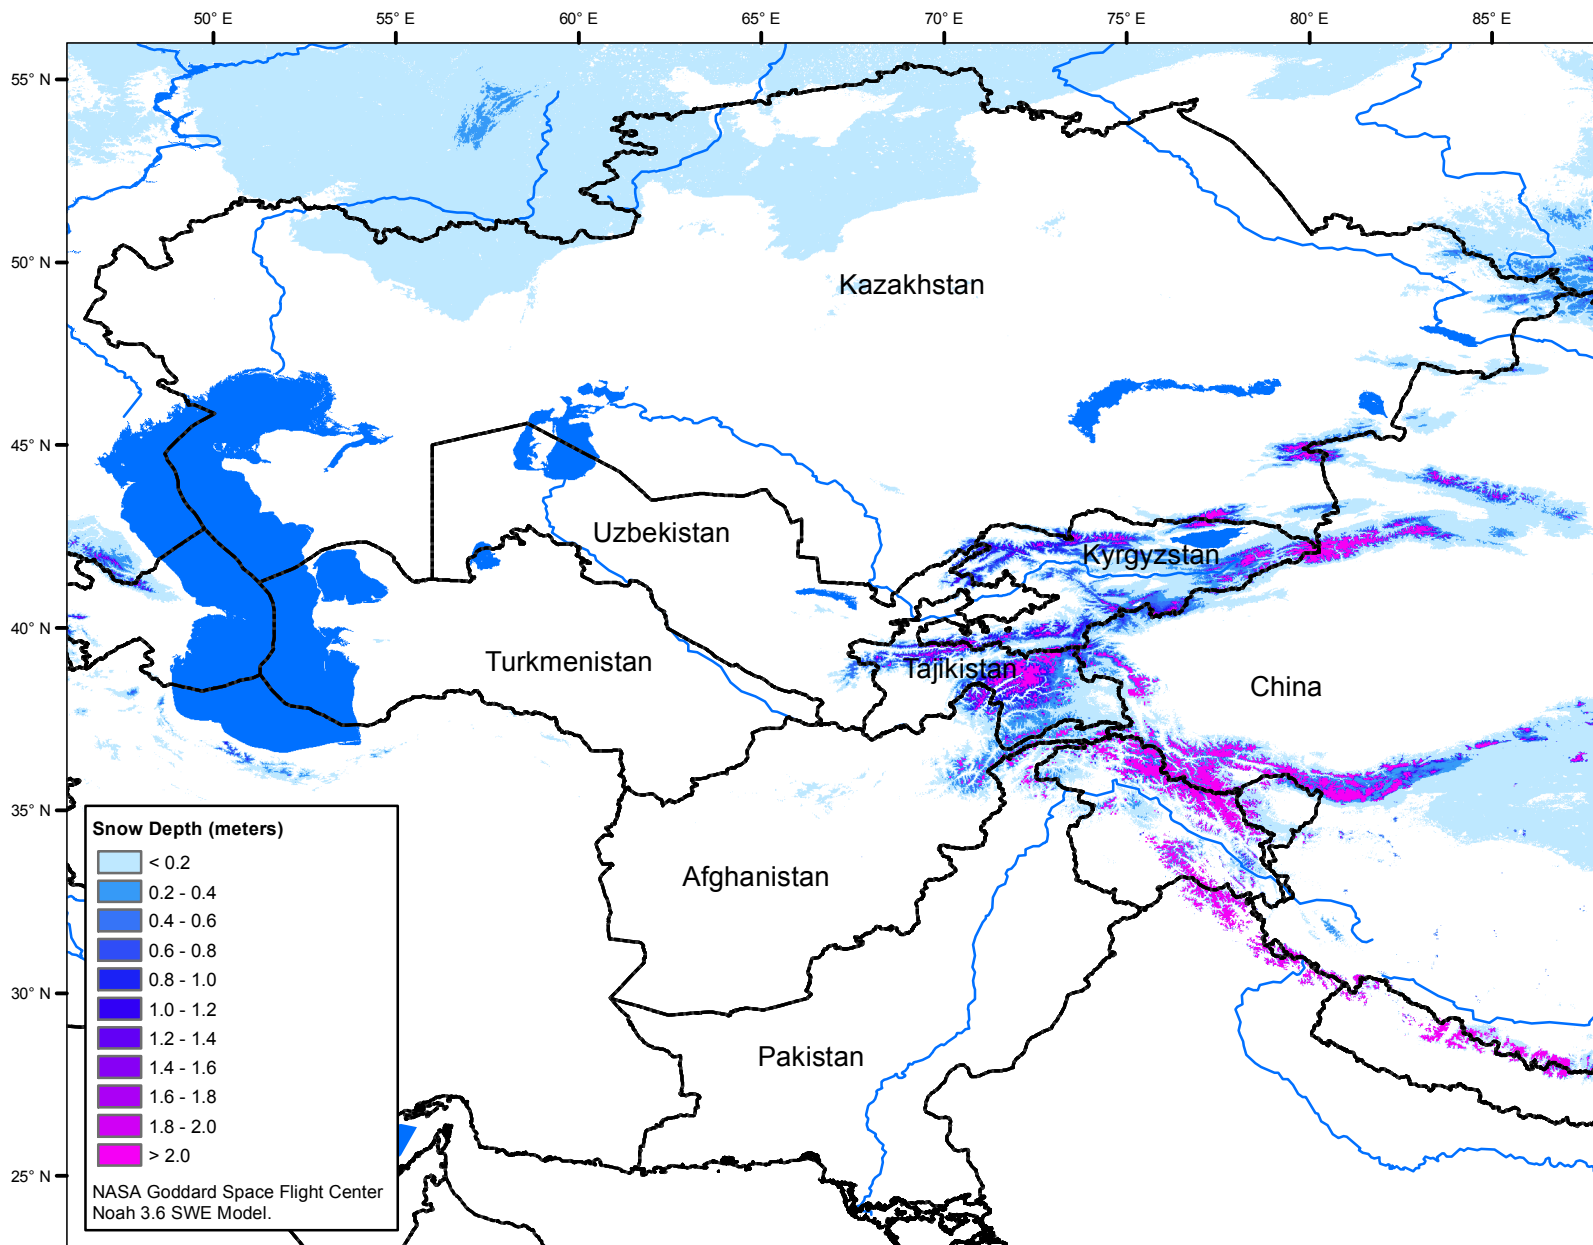 50° E
55° E
60° E
65° E
70° E
75° E
80° E
85° E
55° N
50° N
45° N
40° N
35° N
30° N
25° N
Kazakhstan
Uzbekistan
Kyrgyzstan
Turkmenistan
Tajikistan
China
Afghanistan
Pakistan
Snow Depth (meters)
< 0.2
0.2 - 0.4
0.4 - 0.6
0.6 - 0.8
0.8 - 1.0
1.0 - 1.2
1.2 - 1.4
1.4 - 1.6
1.6 - 1.8
1.8 - 2.0
> 2.0
NASA Goddard Space Flight Center
Noah 3.6 SWE Model.